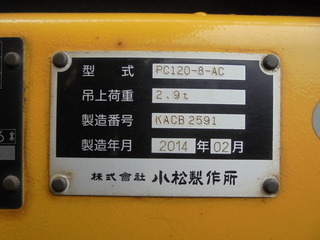 型式 PC120-8-AC
吊上荷重 2.9t
製造番号 KACB2591
製造年月 2014年02月
株式會社 小松製作所